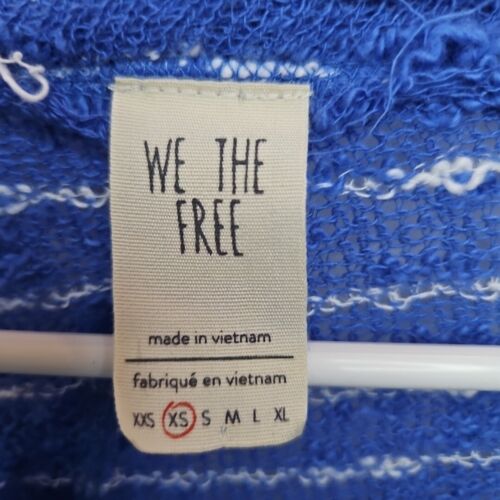 WE THE
FREE
made in vietnam
fabriqué en vietnam
XXS XS S M L XL